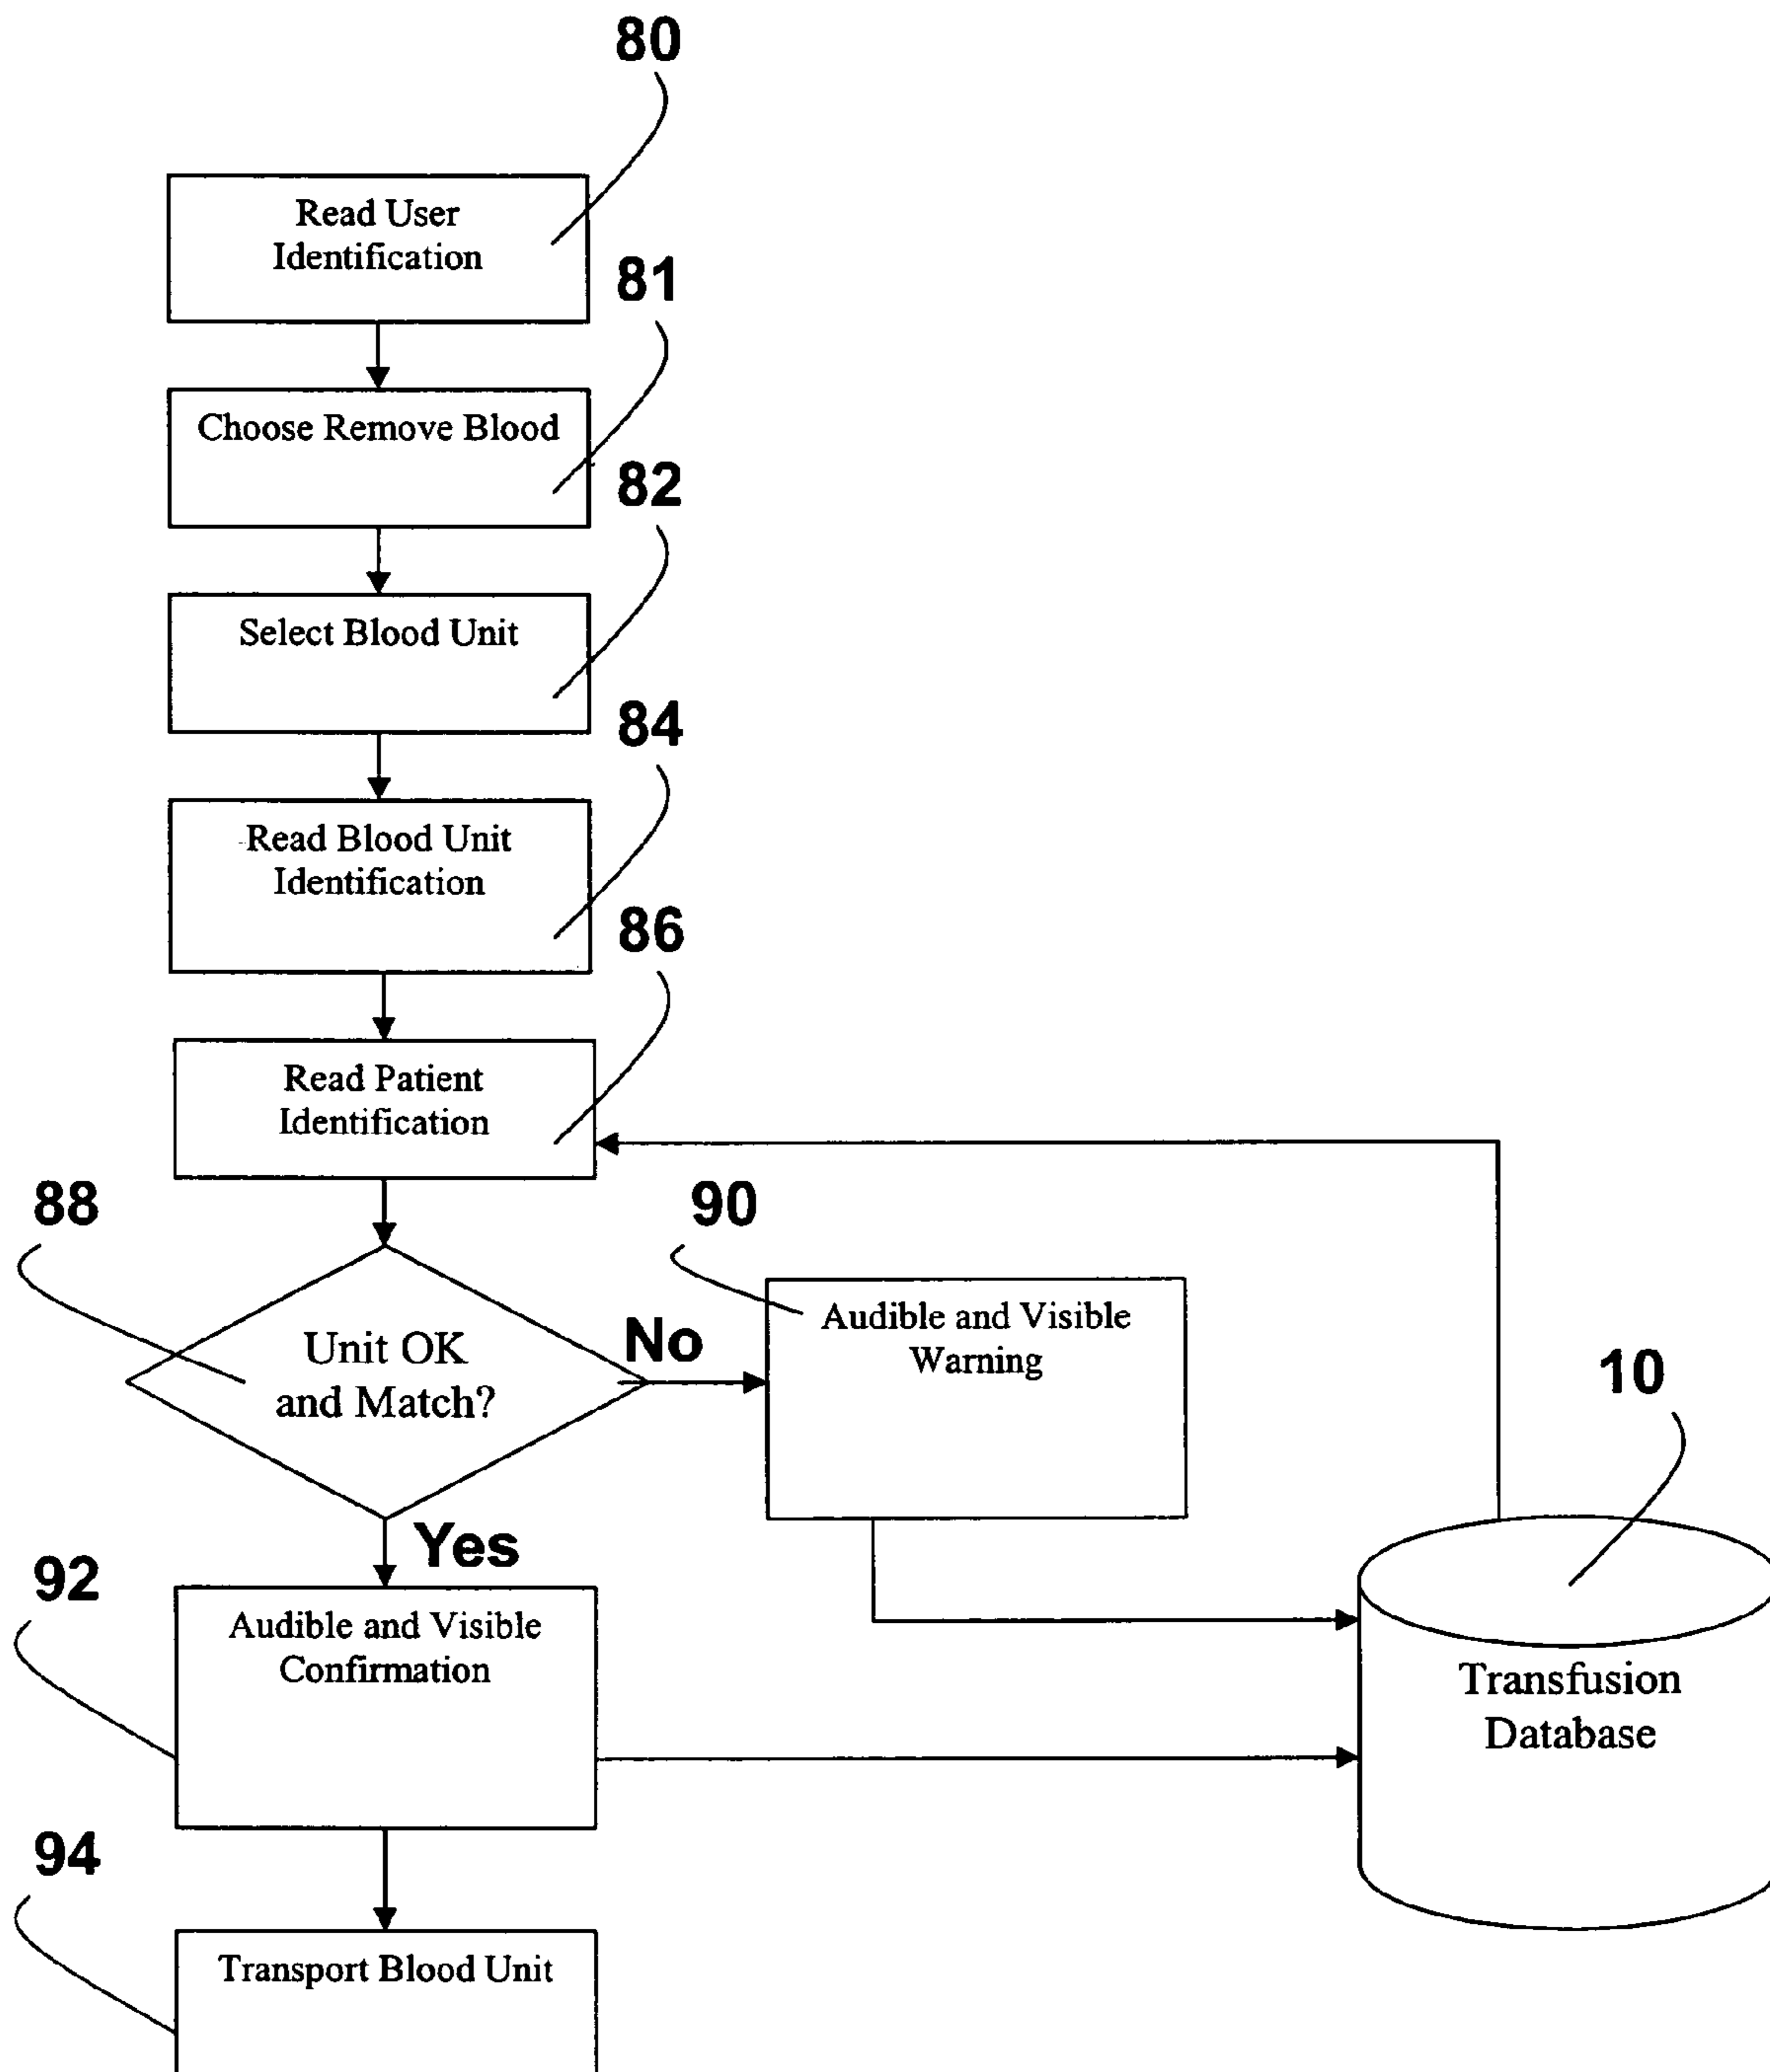 80
Read User
Identification
81
Choose Remove Blood
82
Select Blood Unit
84
Read Blood Unit
Identification
86
Read Patient
Identification
88
90
Unit OK
and Match?
No
Audible and Visible
Warning
10
Yes
92
Audible and Visible
Confirmation
Transfusion
Database
94
Transport Blood Unit